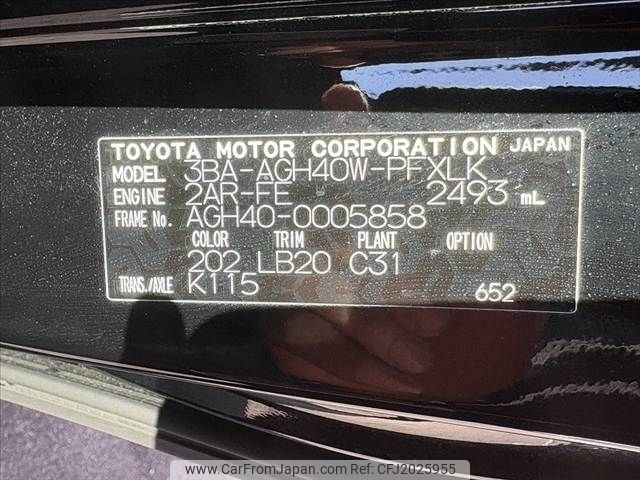 TOYOTA MOTOR CORPORATION JAPAN
MODEL 3BA-AGH40W-PFXLK
ENGINE 2AR-FE 2493 mL
FRAME No. AGH40-0005858
COLOR TRIM PLANT OPTION
202 LB20 C31
TRANS./AXLE K115
652
www.CarFromJapan.com | CFJ2025955